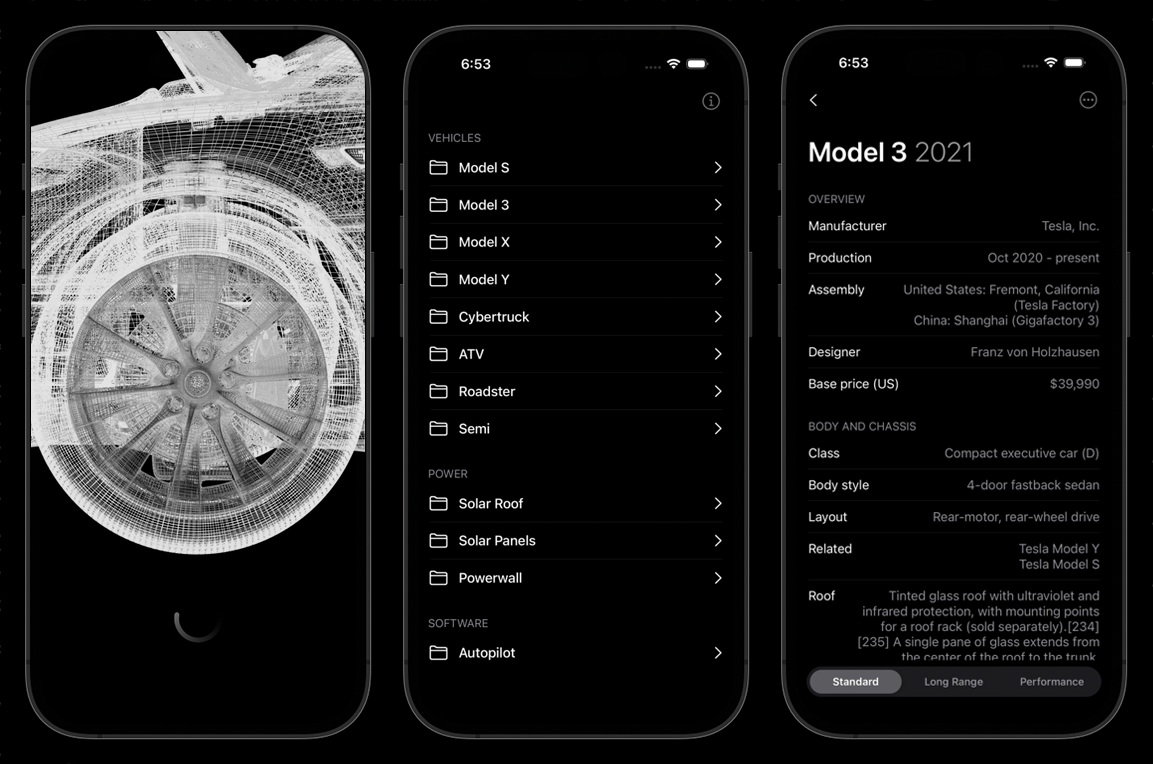 6:53
VEHICLES
Model S
Model 3
Model X
Model Y
Cybertruck
ATV
Roadster
Semi
POWER
Solar Roof
Solar Panels
Powerwall
SOFTWARE
Autopilot
6:53
Model 3 2021
OVERVIEW
Manufacturer Tesla, Inc.
Production Oct 2020 - present
Assembly United States: Fremont, California
(Tesla Factory)
China: Shanghai (Gigafactory 3)
Designer Franz von Holzhausen
Base price (US) $39,990
BODY AND CHASSIS
Class Compact executive car (D)
Body style 4-door fastback sedan
Layout Rear-motor, rear-wheel drive
Related Tesla Model Y
Tesla Model S
Roof Tinted glass roof with ultraviolet and
infrared protection, with mounting points
for a roof rack (sold separately).[234]
[235] A single pane of glass extends from
the center of the roof to the trunk.
Standard Long Range Performance